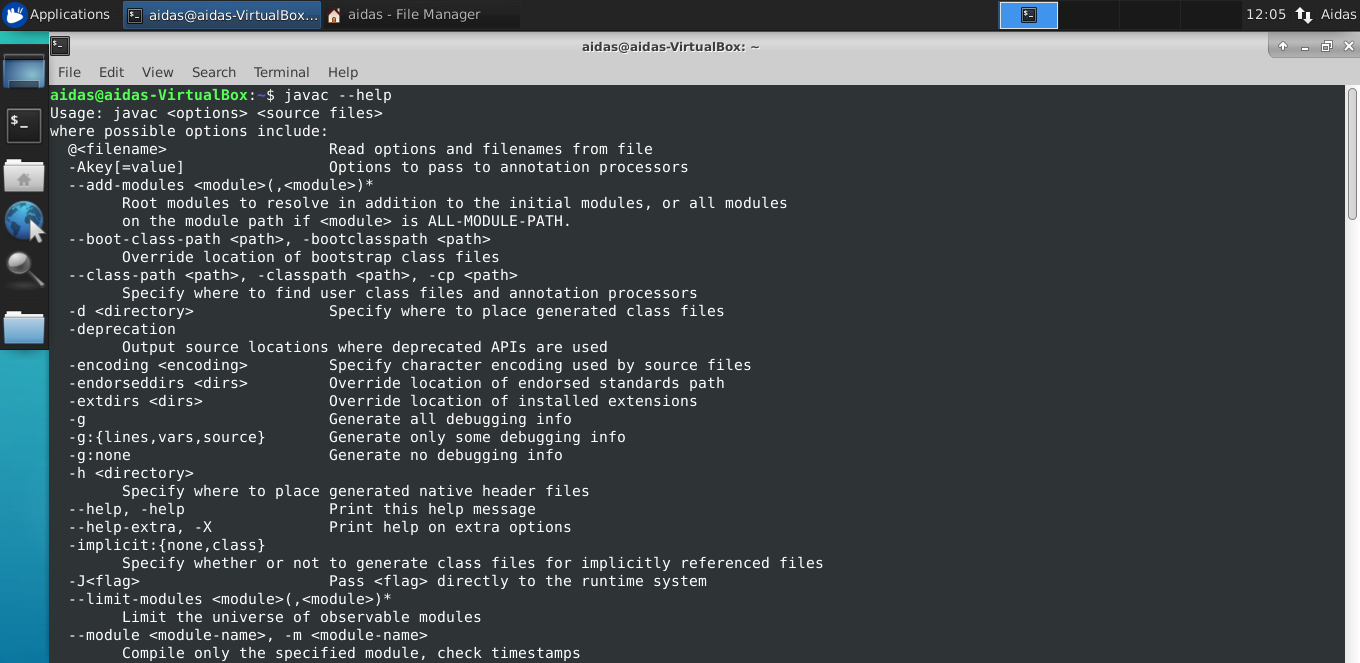 Applications
aidas@aidas-VirtualBox...
aidas - File Manager
12:05
Aidas
aidas@aidas-VirtualBox: ~
File Edit View Search Terminal Help
aidas@aidas-VirtualBox:~$ javac --help
Usage: javac <options> <source files>
where possible options include:
  @<filename>                  Read options and filenames from file
  -Akey[=value]                Options to pass to annotation processors
  --add-modules <module>(,<module>)*
        Root modules to resolve in addition to the initial modules, or all modules
        on the module path if <module> is ALL-MODULE-PATH.
  --boot-class-path <path>, -bootclasspath <path>
        Override location of bootstrap class files
  --class-path <path>, -classpath <path>, -cp <path>
        Specify where to find user class files and annotation processors
  -d <directory>               Specify where to place generated class files
  -deprecation
        Output source locations where deprecated APIs are used
  -encoding <encoding>         Specify character encoding used by source files
  -endorseddirs <dirs>         Override location of endorsed standards path
  -extdirs <dirs>              Override location of installed extensions
  -g                           Generate all debugging info
  -g:{lines,vars,source}       Generate only some debugging info
  -g:none                      Generate no debugging info
  -h <directory>
        Specify where to place generated native header files
  --help, -help                Print this help message
  --help-extra, -X             Print help on extra options
  -implicit:{none,class}
        Specify whether or not to generate class files for implicitly referenced files
  -J<flag>                     Pass <flag> directly to the runtime system
  --limit-modules <module>(,<module>)*
        Limit the universe of observable modules
  --module <module-name>, -m <module-name>
        Compile only the specified module, check timestamps